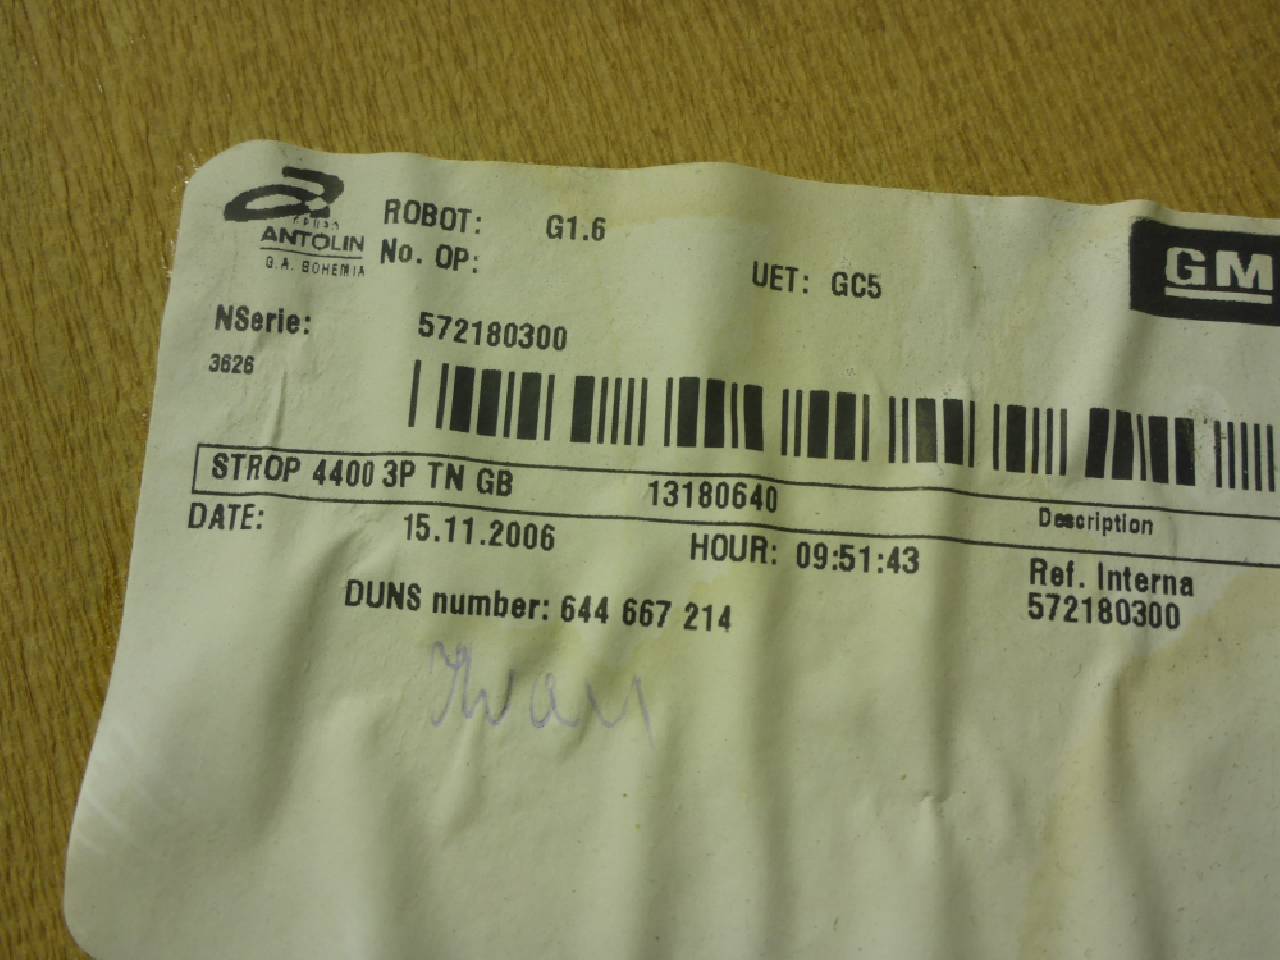 GRUPO
ANTOLIN
G.A. BOHEMIA
ROBOT: G1.6
No. OP:
UET: GC5
GM
NSerie: 572180300
3626
STROP 4400 3P TN GB 13180640
Description
DATE: 15.11.2006 HOUR: 09:51:43
Ref. Interna
572180300
DUNS number: 644 667 214